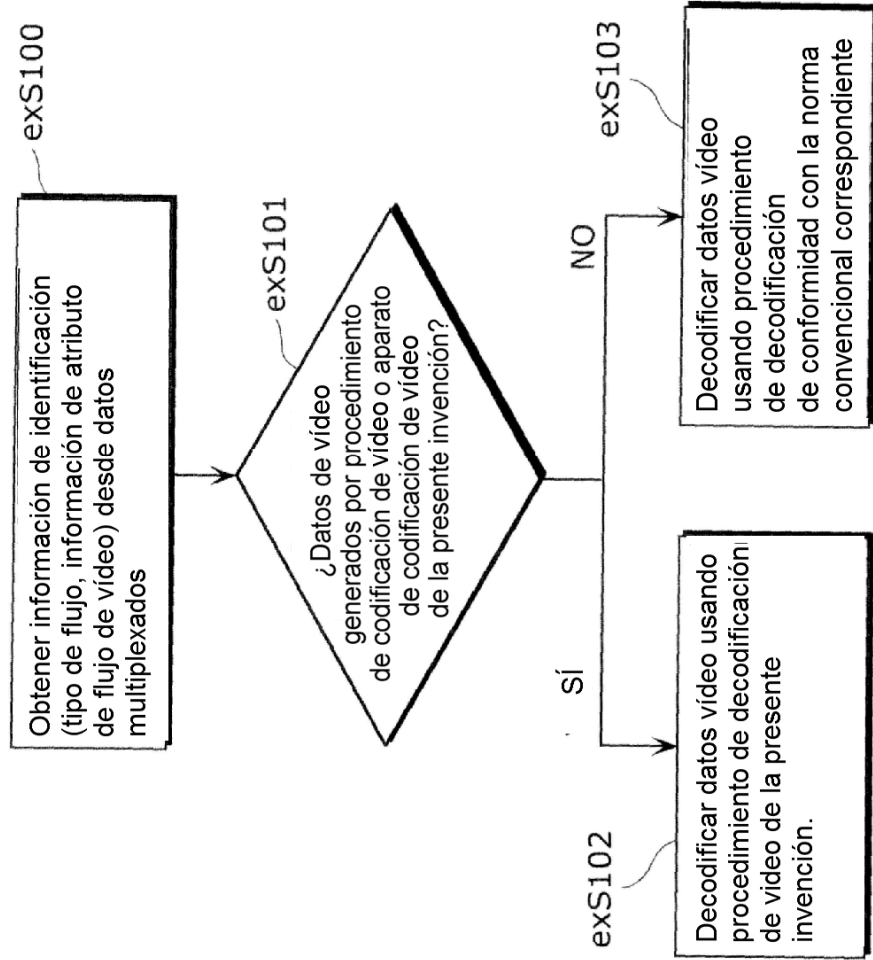 exS100
Obtener información de identificación
(tipo de flujo, información de atributo
de flujo de vídeo) desde datos
multiplexados
exS101
¿Datos de vídeo
generados por procedimiento
de codificación de vídeo o aparato
de codificación de vídeo
de la presente invención?
SÍ
NO
exS102
Decodificar datos vídeo usando
procedimiento de decodificación
de video de la presente
invención.
exS103
Decodificar datos vídeo
usando procedimiento
de decodificación
de conformidad con la norma
convencional correspondiente